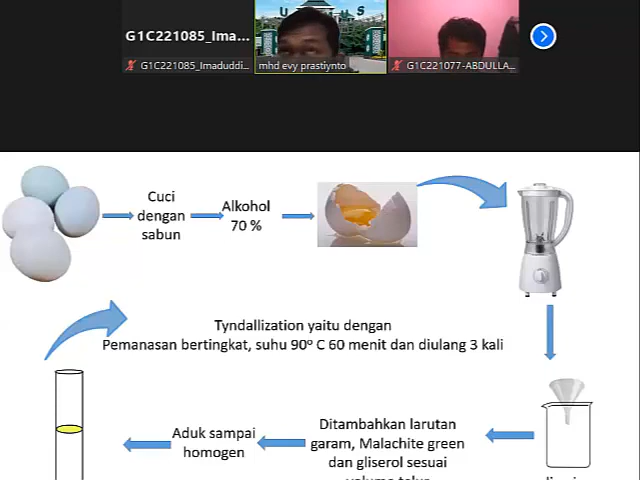 G1C221085_Ima...
G1C221085_Imaduddi...
mhd evy prastiynto
G1C221077-ABDULLA...
Cuci
dengan
sabun
Alkohol
70 %
Tyndallization yaitu dengan
Pemanasan bertingkat, suhu 90° C 60 menit dan diulang 3 kali
Ditambahkan larutan
garam, Malachite green
dan gliserol sesuai
Aduk sampai
homogen